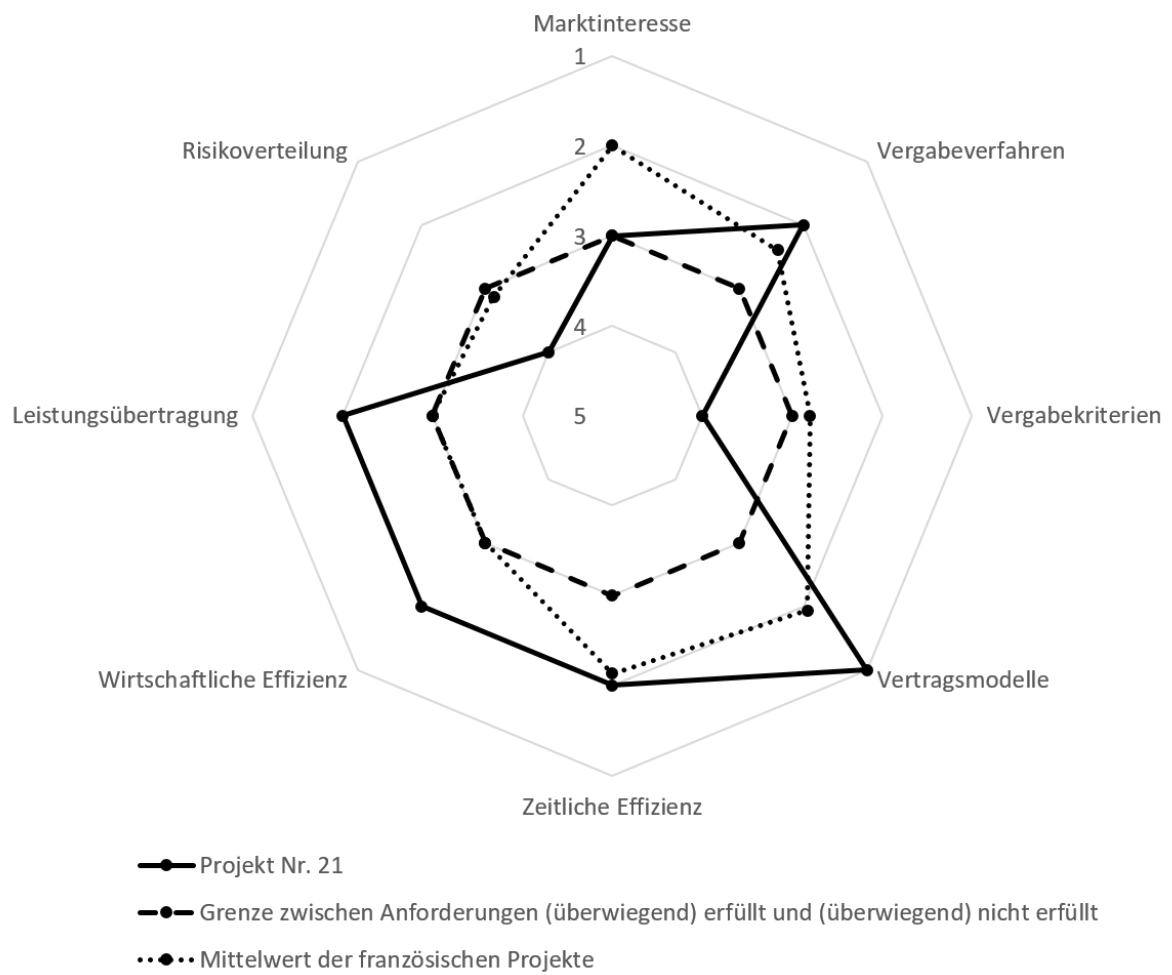 Marktinteresse
1
Risikoverteilung
2
Vergabeverfahren
3
4
Leistungsübertragung
5
Vergabekriterien
Wirtschaftliche Effizienz
Vertragsmodelle
Zeitliche Effizienz
Projekt Nr. 21
Grenze zwischen Anforderungen (überwiegend) erfüllt und (überwiegend) nicht erfüllt
Mittelwert der französischen Projekte